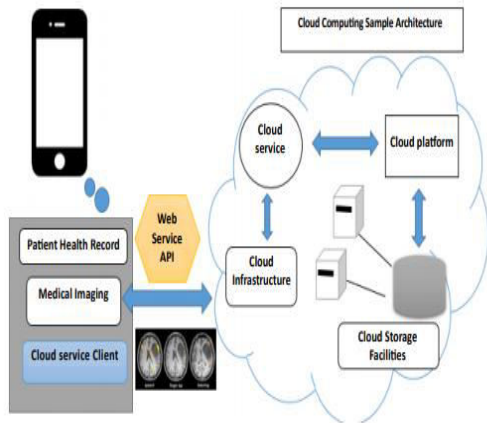 Cloud Computing Sample Architecture
Cloud
service
Cloud platform
Web
Service
API
Patient Health Record
Cloud
Infrastructure
Medical Imaging
Cloud service Client
Cloud Storage
Facilities